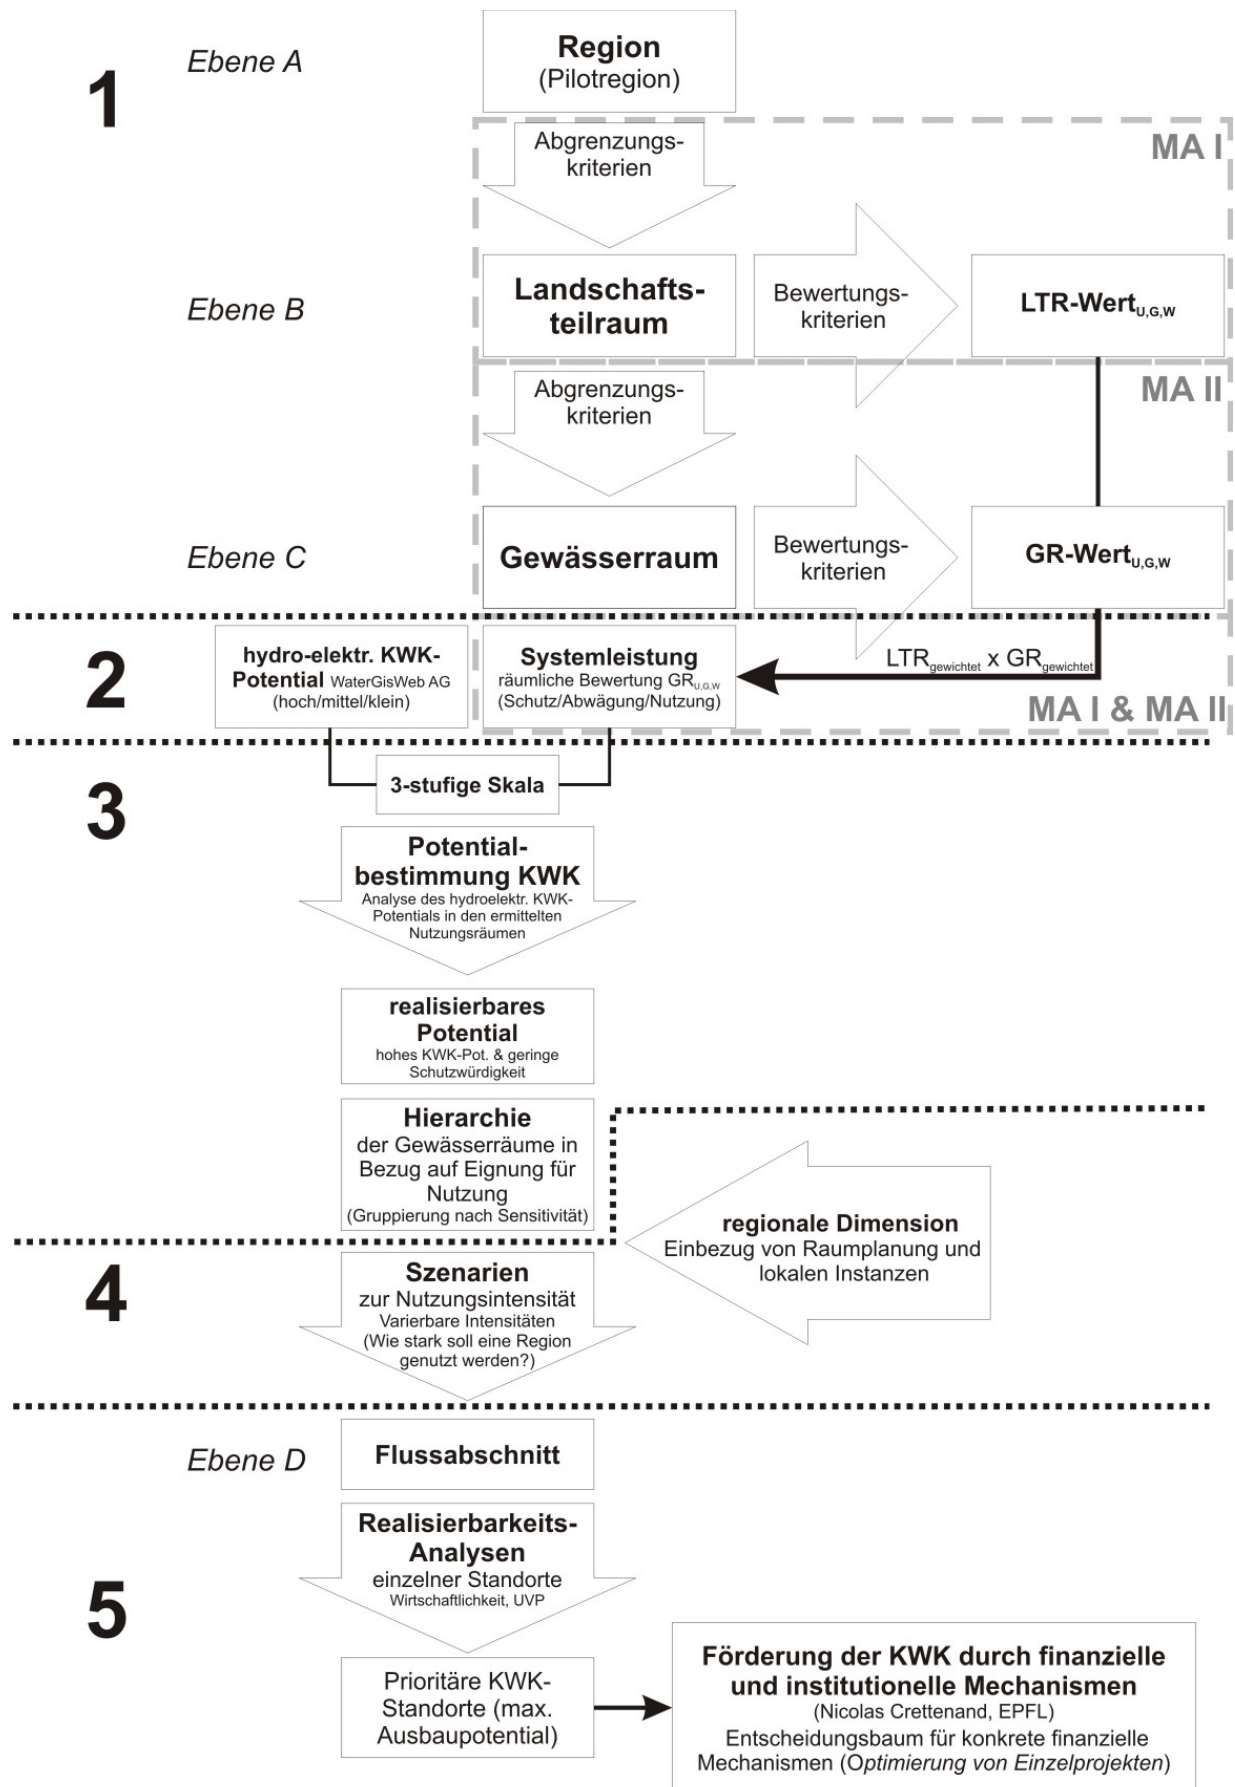 1
Ebene A
Region
(Pilotregion)
Abgrenzungs-
kriterien
MA I
Ebene B
Landschafts-
teilraum
Bewertungs-
kriterien
LTR-Wert U,G,W
Abgrenzungs-
kriterien
MA II
Ebene C
Gewässerraum
Bewertungs-
kriterien
GR-Wert U,G,W
2
hydro-elektr. KWK-
Potential WaterGisWeb AG
(hoch/mittel/klein)
Systemleistung
räumliche Bewertung GR U,G,W
(Schutz/Abwägung/Nutzung)
LTR gewichtet x GR gewichtet
MA I & MA II
3
3-stufige Skala
Potential-
bestimmung KWK
Analyse des hydroelektr. KWK-
Potentials in den ermittelten
Nutzungsräumen
realisierbares
Potential
hohes KWK-Pot. & geringe
Schutzwürdigkeit
Hierarchie
der Gewässerräume in
Bezug auf Eignung für
Nutzung
(Gruppierung nach Sensitivität)
regionale Dimension
Einbezug von Raumplanung und
lokalen Instanzen
4
Szenarien
zur Nutzungsintensität
Varierbare Intensitäten
(Wie stark soll eine Region
genutzt werden?)
Ebene D
Flussabschnitt
5
Realisierbarkeits-
Analysen
einzelner Standorte
Wirtschaftlichkeit, UVP
Prioritäre KWK-
Standorte (max.
Ausbaupotential)
Förderung der KWK durch finanzielle
und institutionelle Mechanismen
(Nicolas Crettenand, EPFL)
Entscheidungsbaum für konkrete finanzielle
Mechanismen (Optimierung von Einzelprojekten)